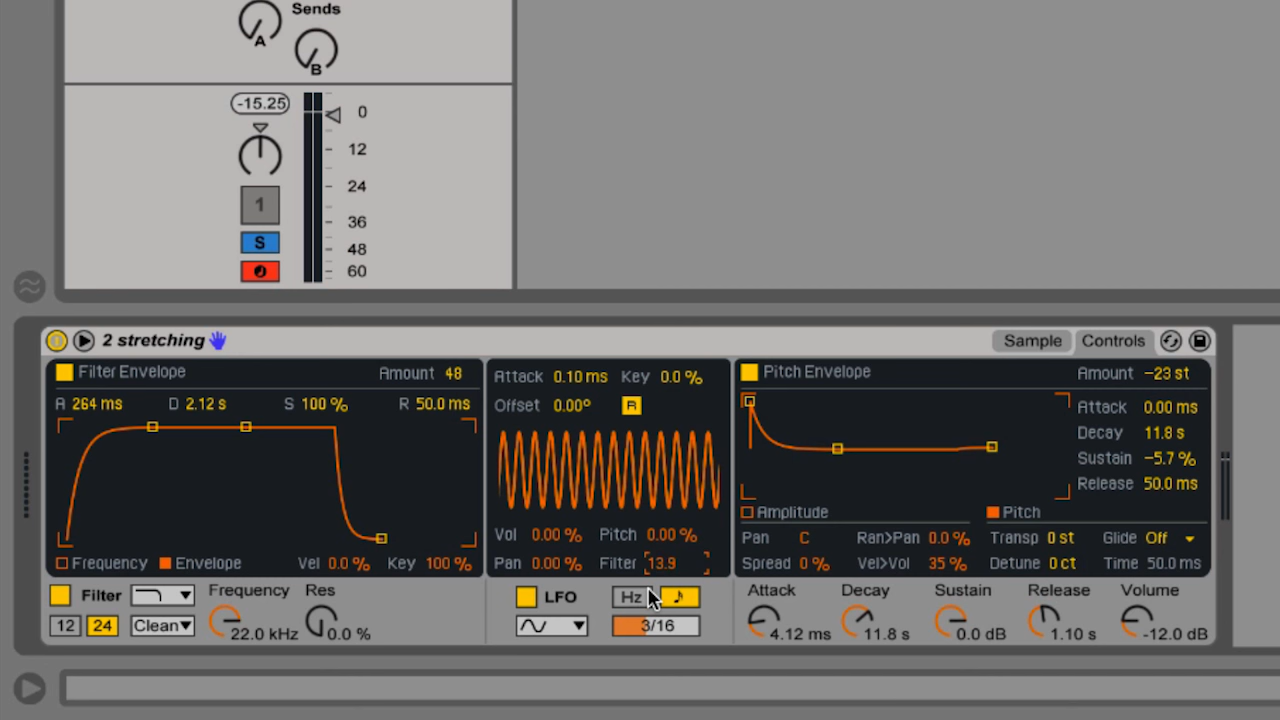 Sends
A
B
-15.25
0
12
24
36
48
60
1
S
2 stretching
Sample Controls
Filter Envelope Amount 48
A 264 ms D 2.12 s S 100 % R 50.0 ms
Frequency Envelope Vel 0.0 % Key 100 %
Filter Frequency Res
12 24 Clean 22.0 kHz 0.0 %
Attack 0.10 ms Key 0.0 %
Offset 0.00° R
Vol 0.00 % Pitch 0.00 %
Pan 0.00 % Filter 13.9
LFO Hz ♪
3/16
Pitch Envelope Amount -23 st
Attack 0.00 ms
Decay 11.8 s
Sustain -5.7 %
Release 50.0 ms
Amplitude Pitch
Pan C Ran>Pan 0.0 % Transp 0 st Glide Off
Spread 0 % Vel>Vol 35 % Detune 0 ct Time 50.0 ms
Attack Decay Sustain Release Volume
4.12 ms 11.8 s 0.0 dB 1.10 s -12.0 dB